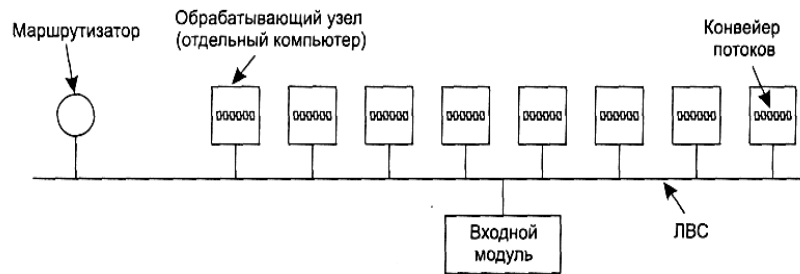 Маршрутизатор
Обрабатывающий узел
(отдельный компьютер)
Конвейер
потоков
ЛВС
Входной
модуль